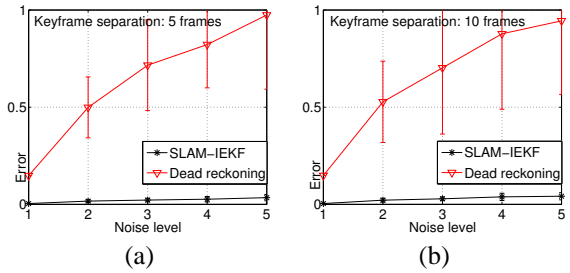 Keyframe separation: 5 frames
1
0.5
0
Error
SLAM-IEKF
Dead reckoning
1 2 3 4 5
Noise level
(a)
Keyframe separation: 10 frames
1
0.5
0
Error
SLAM-IEKF
Dead reckoning
1 2 3 4 5
Noise level
(b)